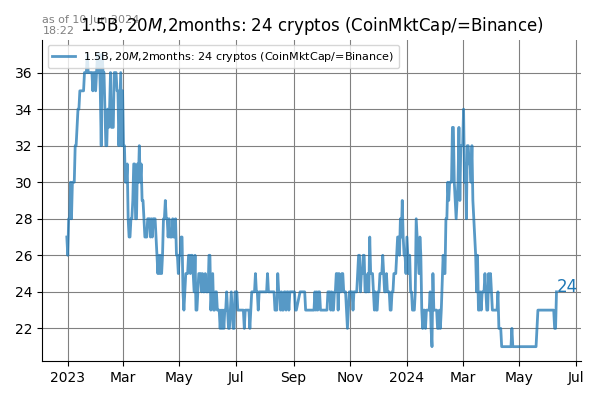 as of 10 Jun 2024
18:22
1.5B, 20M, 2months: 24 cryptos (CoinMktCap/=Binance)
1.5B, 20M, 2months: 24 cryptos (CoinMktCap/=Binance)
36
34
32
30
28
26
24
22
24
2023 Mar May Jul Sep Nov 2024 Mar May Jul